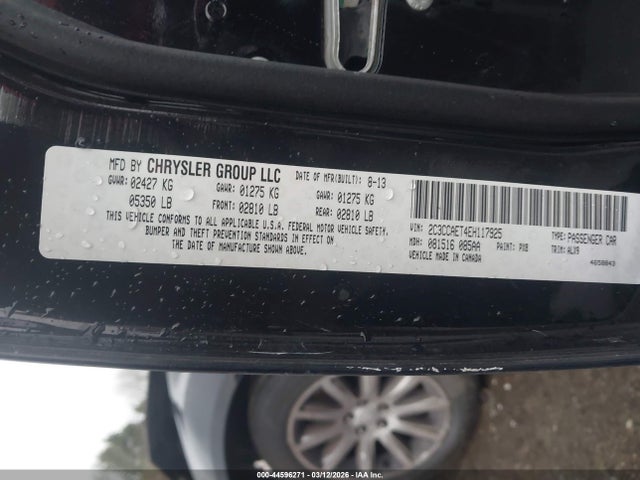 MFD BY CHRYSLER GROUP LLC DATE OF MFR(BUILT): 8-13
GVWR: 02427 KG GAWR: 01275 KG GAWR: 01275 KG
05350 LB FRONT: 02810 LB REAR: 02810 LB
THIS VEHICLE CONFORMS TO ALL APPLICABLE U.S.A. FEDERAL MOTOR VEHICLE SAFETY,
BUMPER AND THEFT PREVENTION STANDARDS IN EFFECT ON
THE DATE OF MANUFACTURE SHOWN ABOVE.
VIN: 2C3CCAET4EH117925 TYPE: PASSENGER CAR
MDH: 081516 085AA PAINT: PX8 TRIM: ALX9
VEHICLE MADE IN CANADA 4658043
000-44596271 - 03/12/2026 - IAA, Inc.